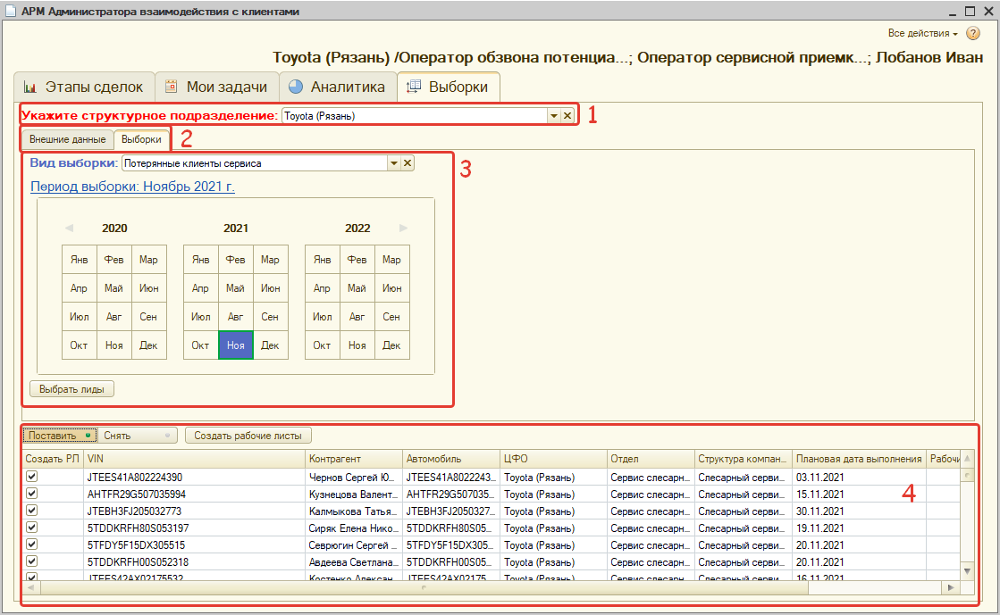 АРМ Администратора взаимодействия с клиентами
Все действия
?
Toyota (Рязань) /Оператор обзвона потенциа...; Оператор сервисной приемк...; Лобанов Иван
Этапы сделок Мои задачи Аналитика Выборки
Укажите структурное подразделение: Toyota (Рязань) 1
Внешние данные Выборки 2
Вид выборки: Потерянные клиенты сервиса 3
Период выборки: Ноябрь 2021 г.
2020 2021 2022
Янв Фев Мар Янв Фев Мар Янв Фев Мар
Апр Май Июн Апр Май Июн Апр Май Июн
Июл Авг Сен Июл Авг Сен Июл Авг Сен
Окт Ноя Дек Окт Ноя Дек Окт Ноя Дек
Выбрать лиды
Поставить Снять Создать рабочие листы
Создать РЛ VIN Контрагент Автомобиль ЦФО Отдел Структура компан... Плановая дата выполнения Рабочи
JTEES41A802224390 Чернов Сергей Ю... JTEES41A8022243... Toyota (Рязань) Сервис слесарн... Слесарный серви... 03.11.2021
AHTFR29G507035994 Кузнецова Валент... AHTFR29G507035... Toyota (Рязань) Сервис слесарн... Слесарный серви... 15.11.2021 4
JTEBH3FJ205032773 Калмыкова Татья... JTEBH3FJ2050327... Toyota (Рязань) Сервис слесарн... Слесарный серви... 30.11.2021
5TDDKRFH80S053197 Сиряк Елена Нико... 5TDDKRFH80S05... Toyota (Рязань) Сервис слесарн... Слесарный серви... 19.11.2021
5TFDY5F15DX305515 Севрюгин Сергей ... 5TFDY5F15DX305... Toyota (Рязань) Сервис слесарн... Слесарный серви... 20.11.2021
5TDDKRFH00S052318 Авдеева Светлана... 5TDDKRFH00S05... Toyota (Рязань) Сервис слесарн... Слесарный серви... 20.11.2021
JTEES42AX02175532 Костенко Алексан... JTEES42AX02175... Toyota (Рязань) Сервис слесарн... Слесарный серви... 16.11.2021